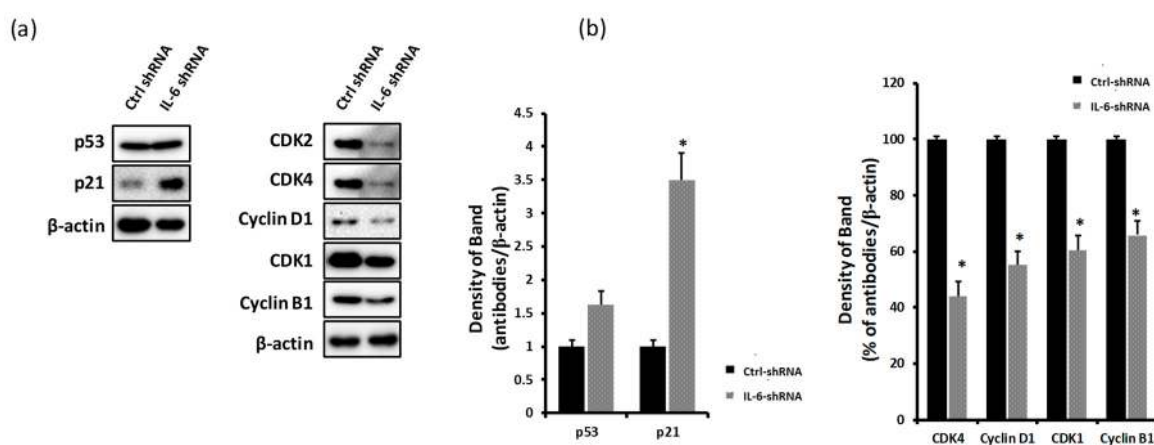 (a)
Ctrl shRNA
IL-6 shRNA
p53
p21
β-actin
Ctrl shRNA
IL-6 shRNA
CDK2
CDK4
Cyclin D1
CDK1
Cyclin B1
β-actin
(b)
Density of Band
(antibodies/β-actin)
5
4.5
4
3.5
3
2.5
2
1.5
1
0.5
0
*
p53
p21
Ctrl-shRNA
IL-6-shRNA
Density of Band
(% of antibodies/β-actin)
120
100
80
60
40
20
0
Ctrl-shRNA
IL-6-shRNA
*
*
*
*
CDK4
Cyclin D1
CDK1
Cyclin B1